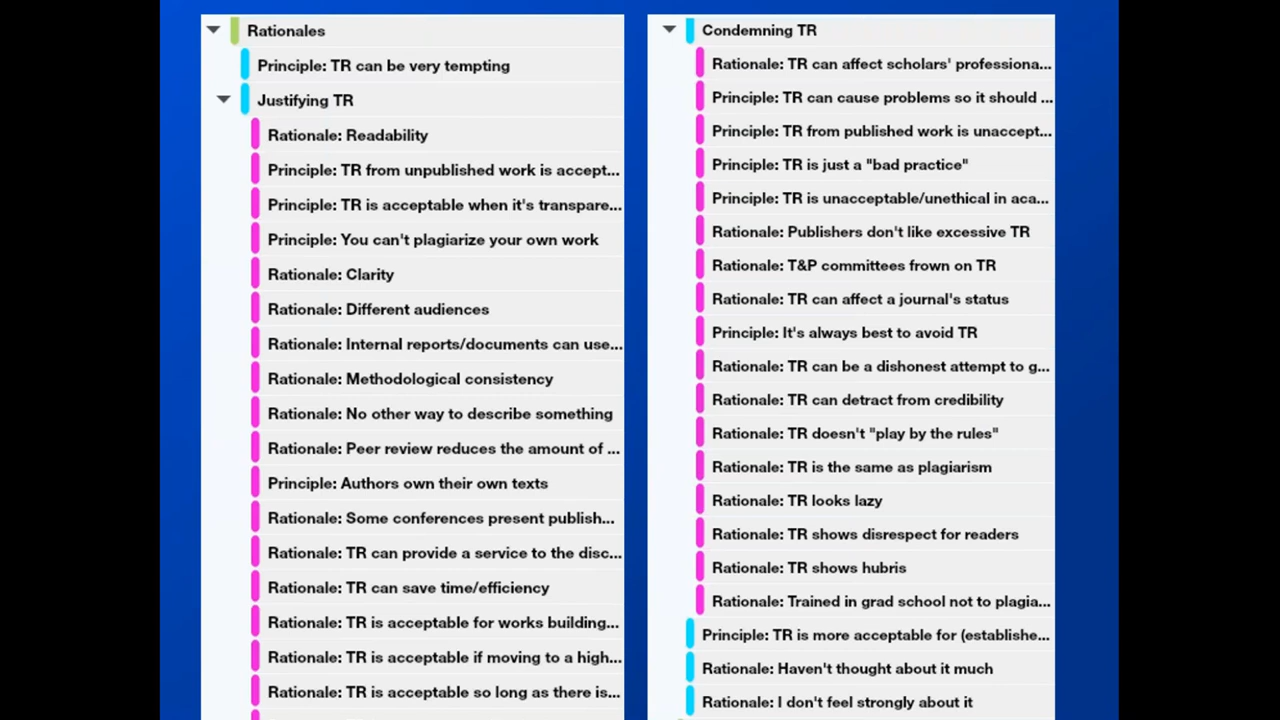 Rationales
Principle: TR can be very tempting
Justifying TR
Rationale: Readability
Principle: TR from unpublished work is accept...
Principle: TR is acceptable when it's transpare...
Principle: You can't plagiarize your own work
Rationale: Clarity
Rationale: Different audiences
Rationale: Internal reports/documents can use...
Rationale: Methodological consistency
Rationale: No other way to describe something
Rationale: Peer review reduces the amount of ...
Principle: Authors own their own texts
Rationale: Some conferences present publish...
Rationale: TR can provide a service to the disc...
Rationale: TR can save time/efficiency
Rationale: TR is acceptable for works building...
Rationale: TR is acceptable if moving to a high...
Rationale: TR is acceptable so long as there is...
Condemning TR
Rationale: TR can affect scholars' professiona...
Principle: TR can cause problems so it should ...
Principle: TR from published work is unaccept...
Principle: TR is just a "bad practice"
Principle: TR is unacceptable/unethical in aca...
Rationale: Publishers don't like excessive TR
Rationale: T&P committees frown on TR
Rationale: TR can affect a journal's status
Principle: It's always best to avoid TR
Rationale: TR can be a dishonest attempt to g...
Rationale: TR can detract from credibility
Rationale: TR doesn't "play by the rules"
Rationale: TR is the same as plagiarism
Rationale: TR looks lazy
Rationale: TR shows disrespect for readers
Rationale: TR shows hubris
Rationale: Trained in grad school not to plagia...
Principle: TR is more acceptable for (establishe...
Rationale: Haven't thought about it much
Rationale: I don't feel strongly about it